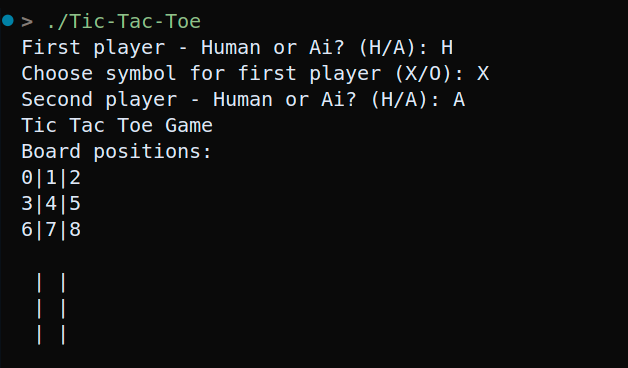 > ./Tic-Tac-Toe
First player - Human or Ai? (H/A): H
Choose symbol for first player (X/O): X
Second player - Human or Ai? (H/A): A
Tic Tac Toe Game
Board positions:
0|1|2
3|4|5
6|7|8
 | |
 | |
 | |